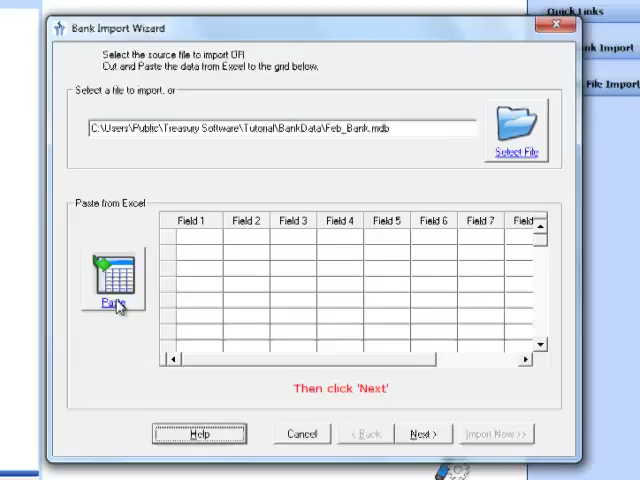 Quick Links
Bank Import Wizard
nk Import
File Import
Select the source file to import OR
Cut and Paste the data from Excel to the grid below.
Select a file to import, or
C:\Users\Public\Treasury Software\Tutorial\BankData\Feb_Bank.mdb
Select File
Paste from Excel
Field 1 Field 2 Field 3 Field 4 Field 5 Field 6 Field 7 Field
Paste
Then click 'Next'
Help Cancel < Back Next > Import Now >>